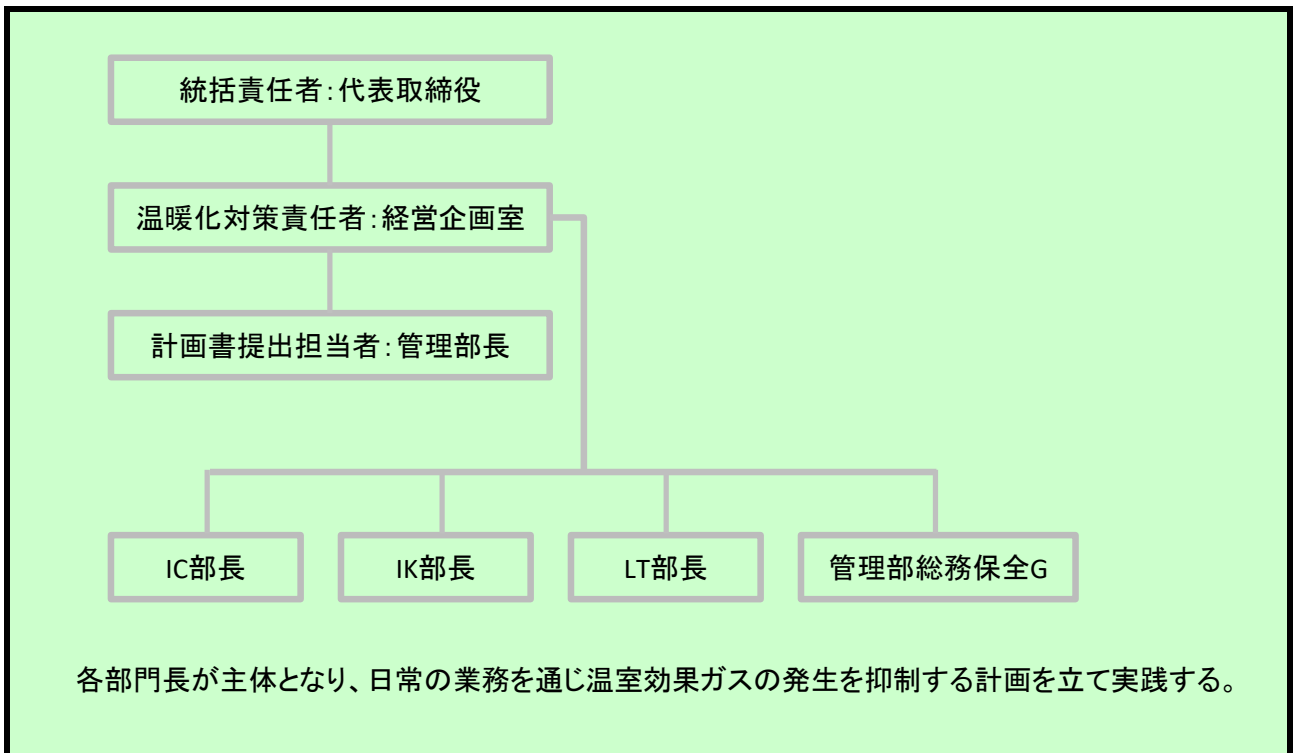 統括責任者：代表取締役
温暖化対策責任者：経営企画室
計画書提出担当者：管理部長
IC部長
IK部長
LT部長
管理部総務保全G
各部門長が主体となり、日常の業務を通じ温室効果ガスの発生を抑制する計画を立て実践する。